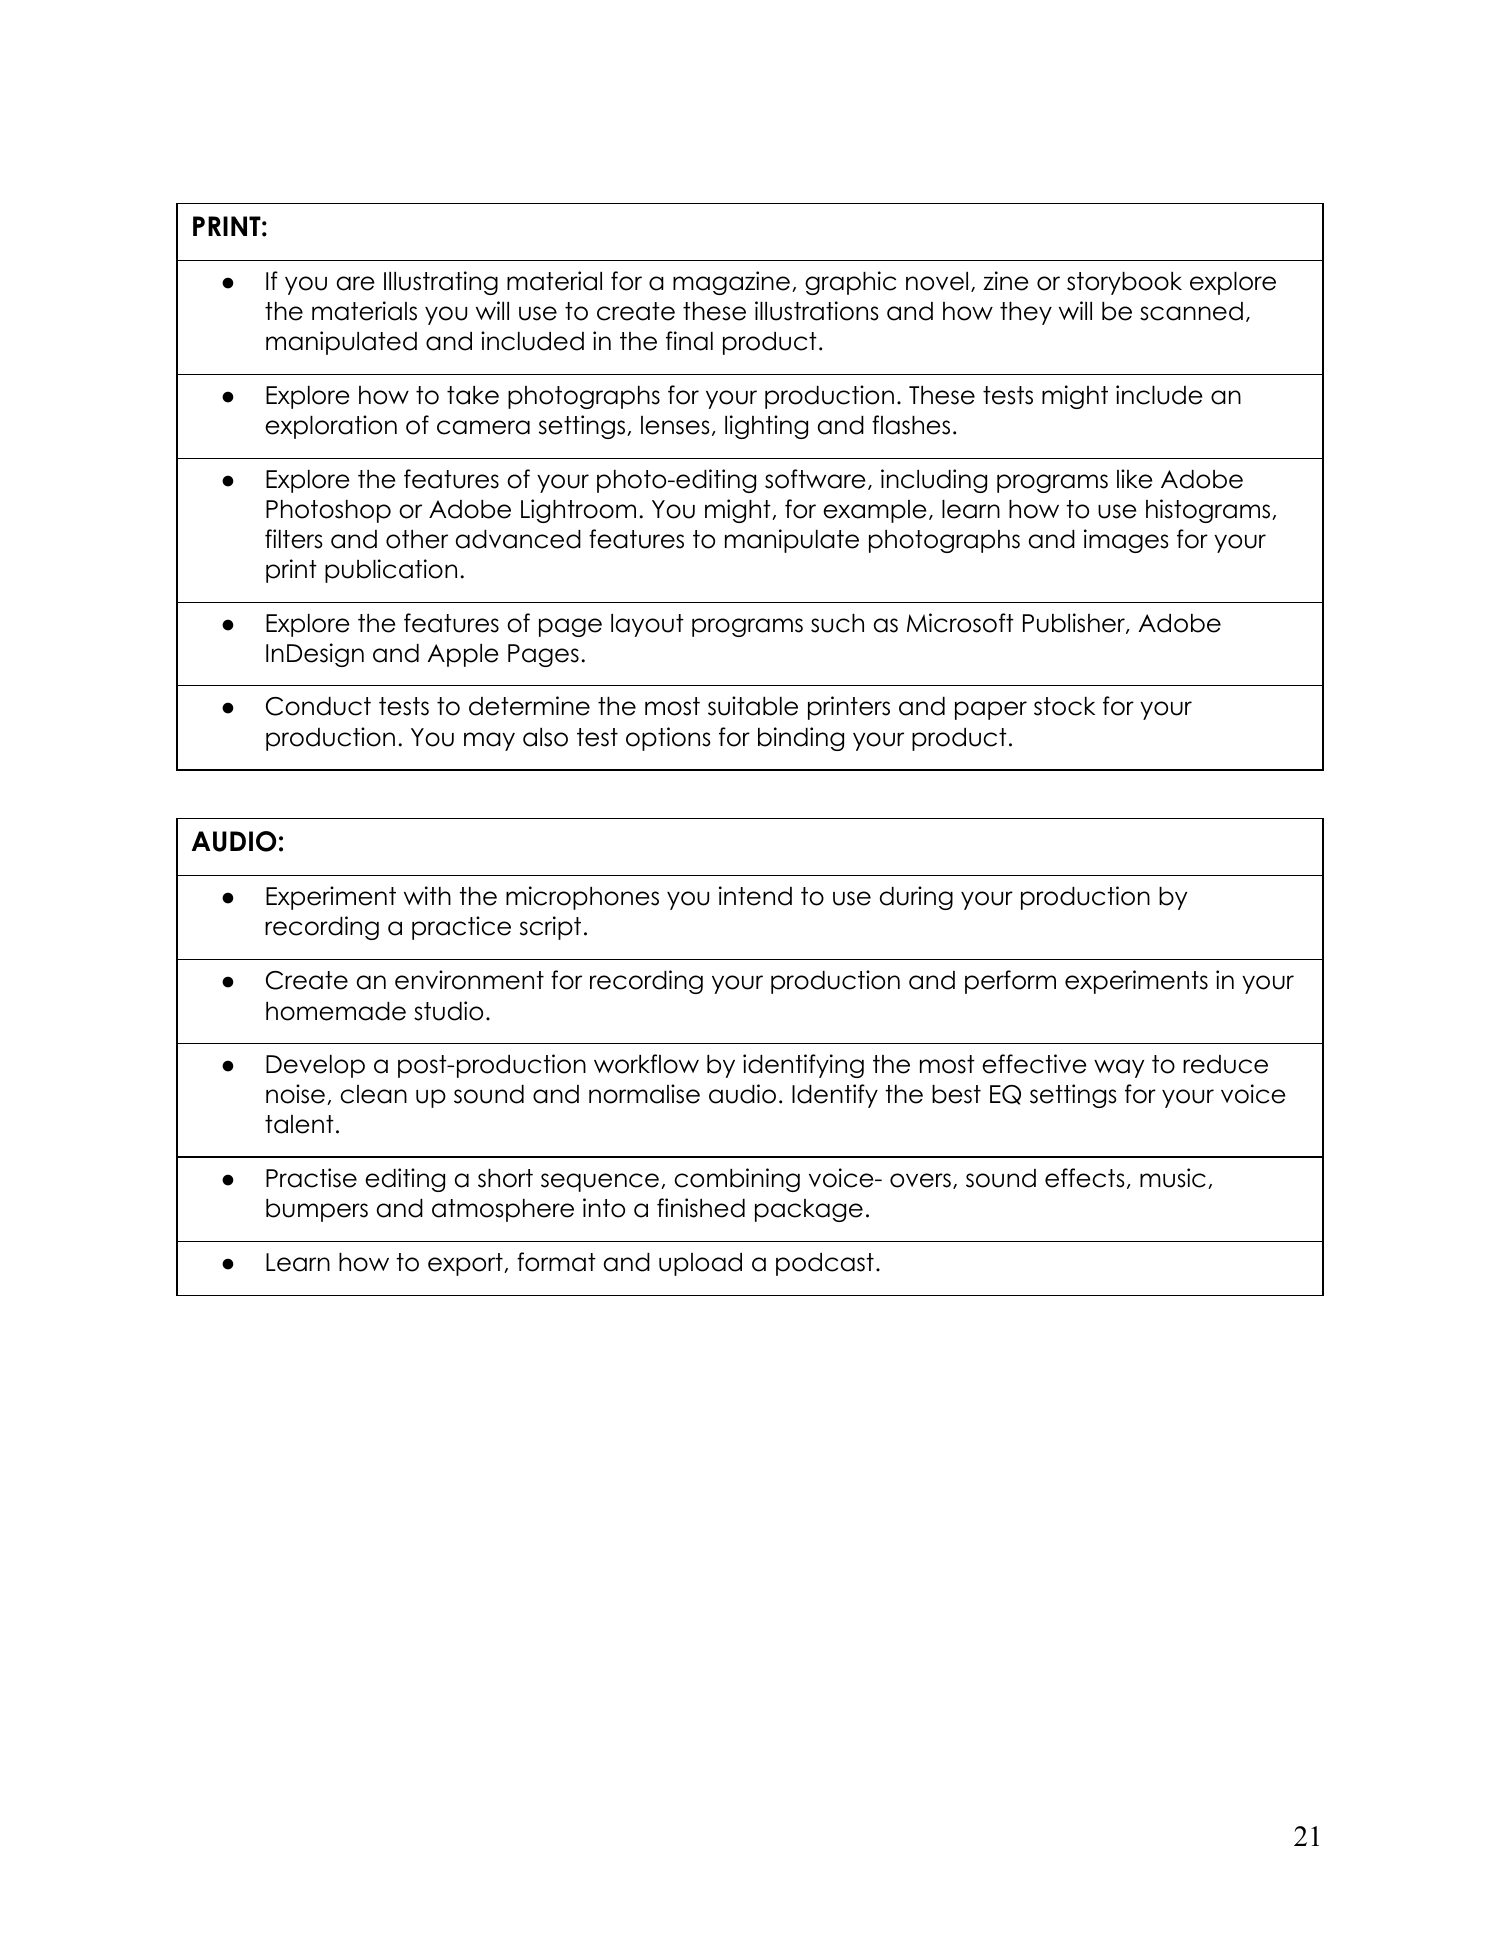 PRINT:
● If you are Illustrating material for a magazine, graphic novel, zine or storybook explore
the materials you will use to create these illustrations and how they will be scanned,
manipulated and included in the final product.
● Explore how to take photographs for your production. These tests might include an
exploration of camera settings, lenses, lighting and flashes.
● Explore the features of your photo-editing software, including programs like Adobe
Photoshop or Adobe Lightroom. You might, for example, learn how to use histograms,
filters and other advanced features to manipulate photographs and images for your
print publication.
● Explore the features of page layout programs such as Microsoft Publisher, Adobe
InDesign and Apple Pages.
● Conduct tests to determine the most suitable printers and paper stock for your
production. You may also test options for binding your product.
AUDIO:
● Experiment with the microphones you intend to use during your production by
recording a practice script.
● Create an environment for recording your production and perform experiments in your
homemade studio.
● Develop a post-production workflow by identifying the most effective way to reduce
noise, clean up sound and normalise audio. Identify the best EQ settings for your voice
talent.
● Practise editing a short sequence, combining voice- overs, sound effects, music,
bumpers and atmosphere into a finished package.
● Learn how to export, format and upload a podcast.
21